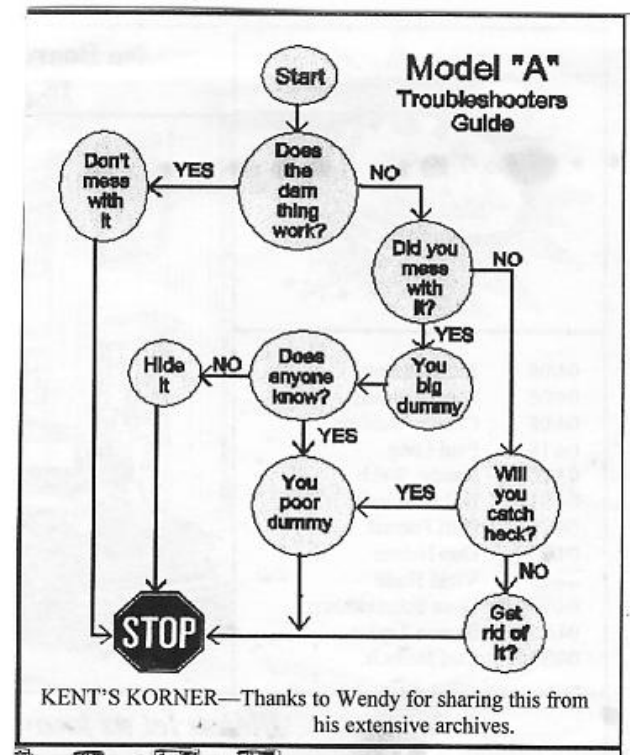 Model "A"
Troubleshooters
Guide
Start
Does
the
dam
thing
work?
YES
NO
Don't
mess
with
it
Did you
mess
with
it?
NO
YES
You
big
dummy
Does
anyone
know?
NO
Hide
it
YES
You
poor
dummy
YES
Will
you
catch
heck?
NO
Get
rid of
it?
STOP
KENT'S KORNER—Thanks to Wendy for sharing this from
his extensive archives.